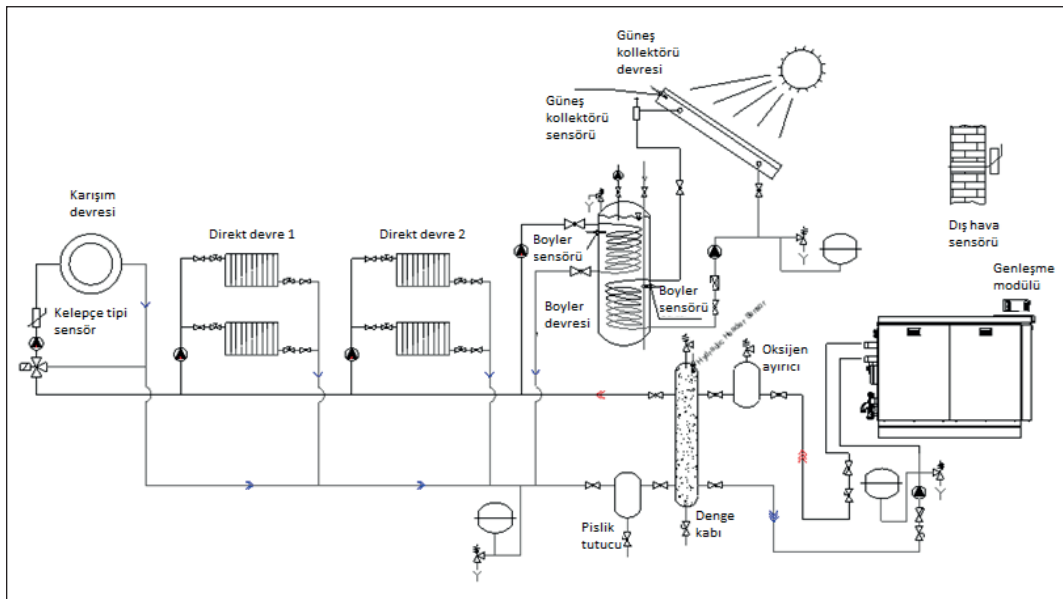 Güneş
kollektörü
devresi
Güneş
kollektörü
sensörü
Karışım
devresi
Direkt devre 1
Direkt devre 2
Boyler
sensörü
Dış hava
sensörü
Genleşme
modülü
Kelepçe tipi
sensör
Boyler
devresi
Boyler
sensörü
Oksijen
ayırıcı
Pislik
tutucu
Denge
kabı